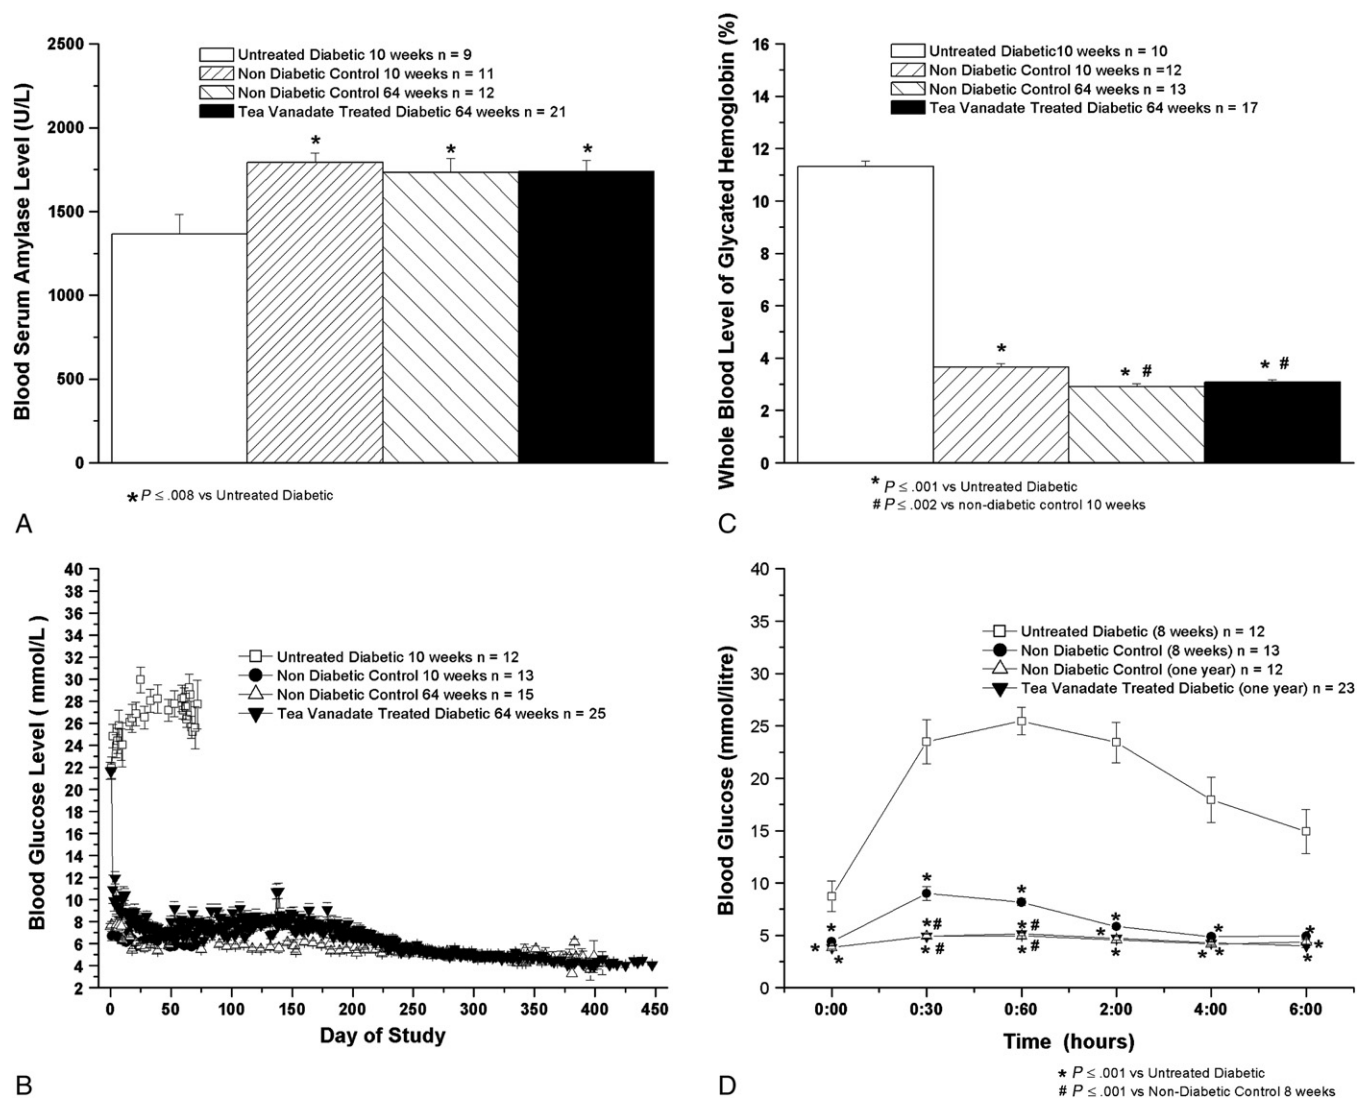 Blood Serum Amylase Level (U/L)
2500
2000
1500
1000
500
0
Untreated Diabetic 10 weeks n = 9
Non Diabetic Control 10 weeks n = 11
Non Diabetic Control 64 weeks n = 12
Tea Vanadate Treated Diabetic 64 weeks n = 21
* * *
* P ≤ .008 vs Untreated Diabetic
A
Whole Blood Level of Glycated Hemoglobin (%)
16
14
12
10
8
6
4
2
0
Untreated Diabetic10 weeks n = 10
Non Diabetic Control 10 weeks n =12
Non Diabetic Control 64 weeks n = 13
Tea Vanadate Treated Diabetic 64 weeks n = 17
* * # * #
* P ≤ .001 vs Untreated Diabetic
# P ≤ .002 vs non-diabetic control 10 weeks
C
Blood Glucose Level ( mmol/L )
40
38
36
34
32
30
28
26
24
22
20
18
16
14
12
10
8
6
4
2
Untreated Diabetic 10 weeks n = 12
Non Diabetic Control 10 weeks n = 13
Non Diabetic Control 64 weeks n = 15
Tea Vanadate Treated Diabetic 64 weeks n = 25
0 50 100 150 200 250 300 350 400 450
Day of Study
B
Blood Glucose (mmol/litre)
40
35
30
25
20
15
10
5
0
Untreated Diabetic (8 weeks) n = 12
Non Diabetic Control (8 weeks) n = 13
Non Diabetic Control (one year) n = 12
Tea Vanadate Treated Diabetic (one year) n = 23
* *
* *# *# * * * *
* * *# *# * * * *
0:00 0:30 0:60 2:00 4:00 6:00
Time (hours)
* P ≤ .001 vs Untreated Diabetic
# P ≤ .001 vs Non-Diabetic Control 8 weeks
D